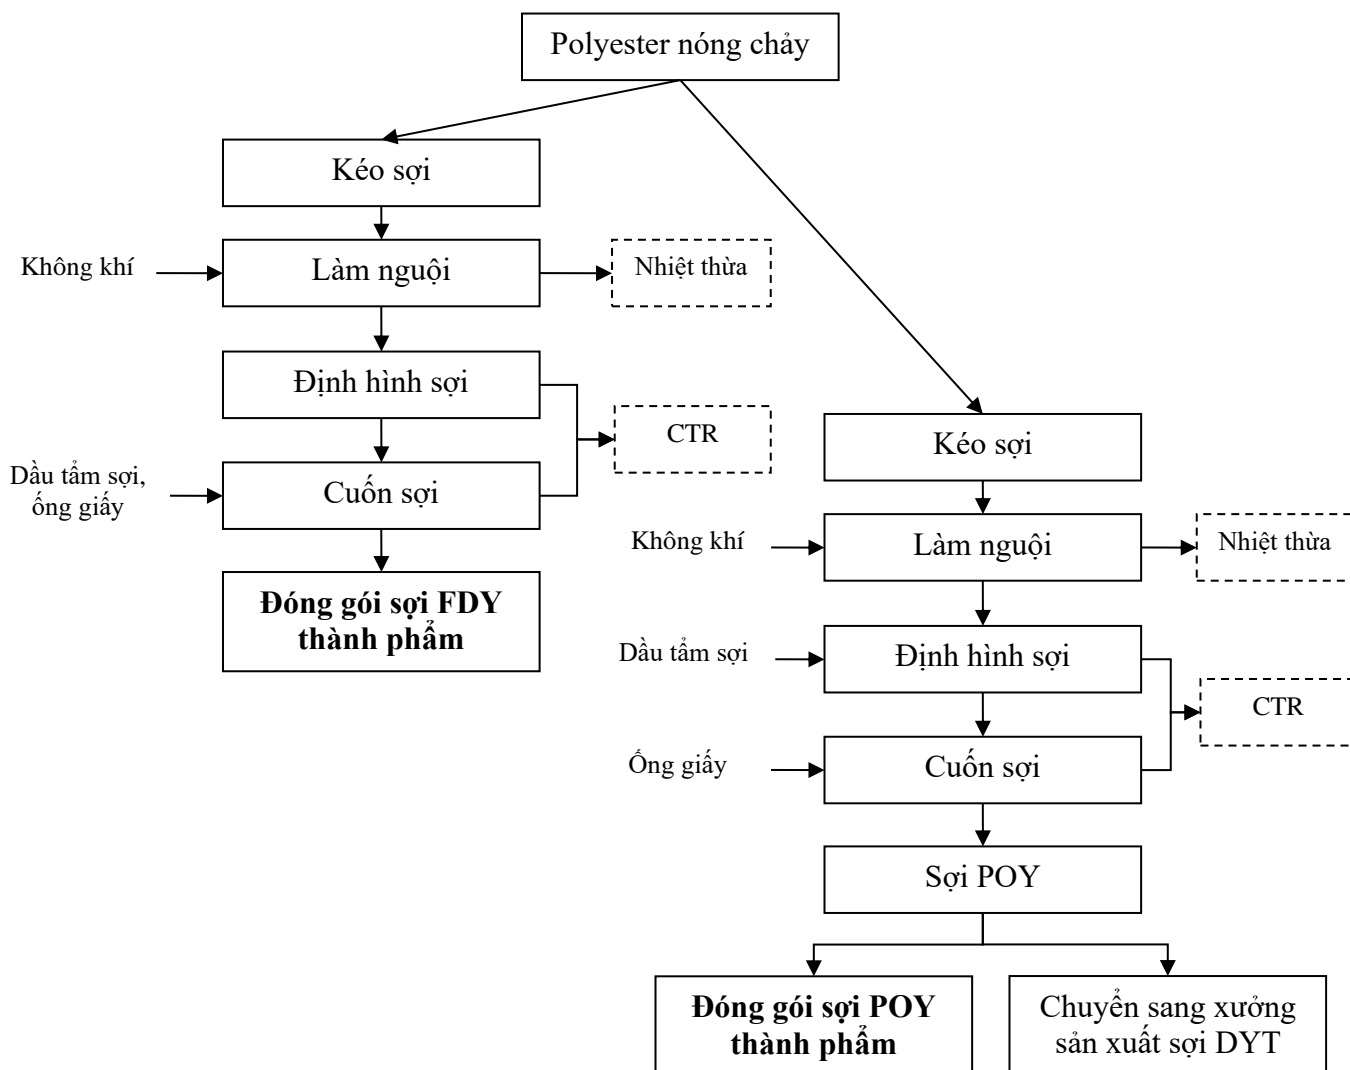 Polyester nóng chảy
Kéo sợi
Không khí
Làm nguội
Nhiệt thừa
Định hình sợi
CTR
Dầu tẩm sợi,
ống giấy
Cuốn sợi
Đóng gói sợi FDY
thành phẩm
Kéo sợi
Không khí
Làm nguội
Nhiệt thừa
Dầu tẩm sợi
Định hình sợi
CTR
Ống giấy
Cuốn sợi
Sợi POY
Đóng gói sợi POY
thành phẩm
Chuyển sang xưởng
sản xuất sợi DYT